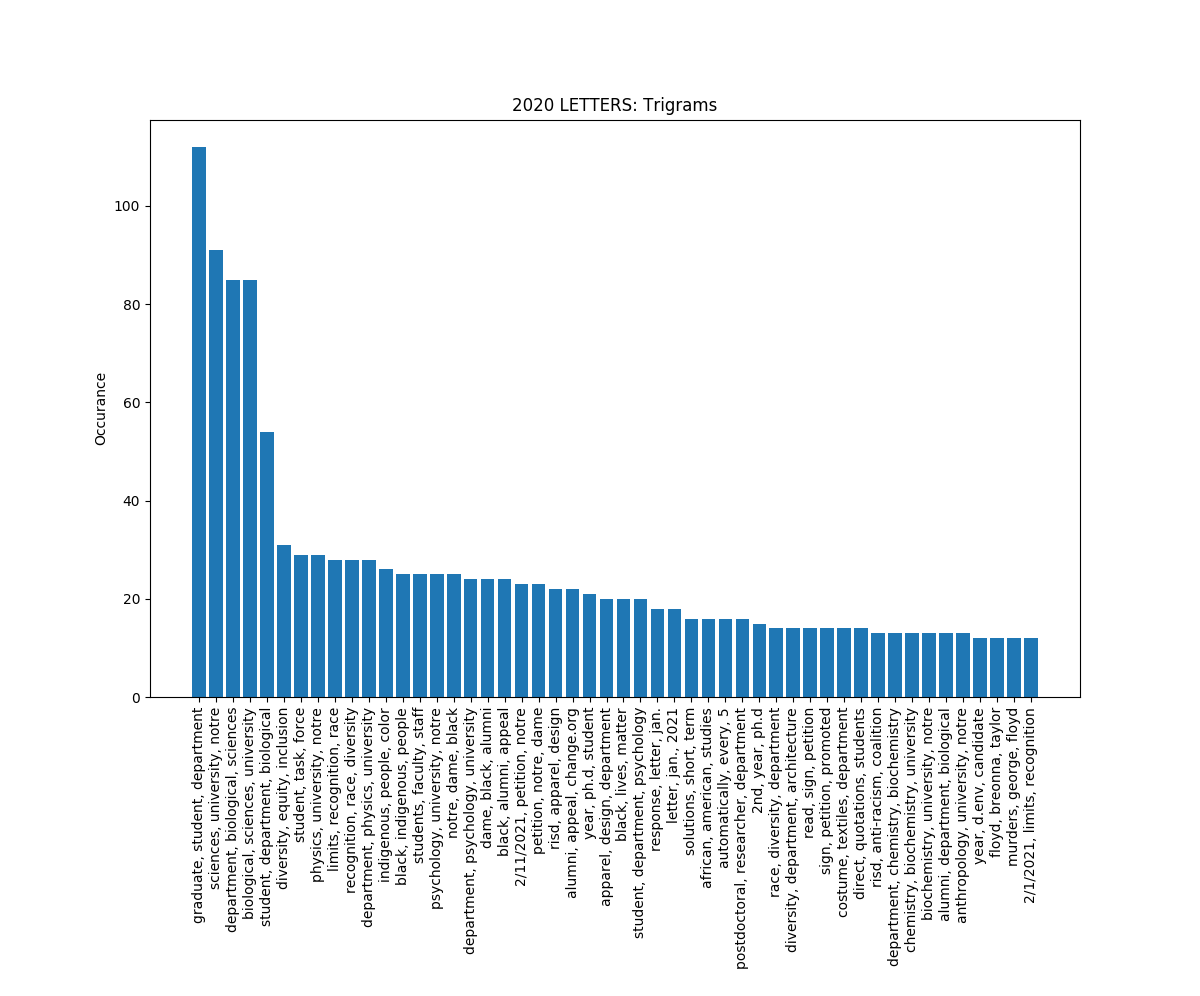 2020 LETTERS: Trigrams
Occurance
100
80
60
40
20
0
graduate, student, department
sciences, university, notre
department, biological, sciences
biological, sciences, university
student, department, biological
diversity, equity, inclusion
student, task, force
physics, university, notre
limits, recognition, race
recognition, race, diversity
department, physics, university
indigenous, people, color
black, indigenous, people
students, faculty, staff
psychology, university, notre
notre, dame, black
department, psychology, university
dame, black, alumni
black, alumni, appeal
2/11/2021, petition, notre
petition, notre, dame
risd, apparel, design
alumni, appeal, change.org
year, ph.d, student
apparel, design, department
black, lives, matter
student, department, psychology
response, letter, jan.
letter, jan., 2021
solutions, short, term
african, american, studies
automatically, every, 5
postdoctoral, researcher, department
2nd, year, ph.d
race, diversity, department
diversity, department, architecture
read, sign, petition
sign, petition, promoted
costume, textiles, department
direct, quotations, students
risd, anti-racism, coalition
department, chemistry, biochemistry
chemistry, biochemistry, university
biochemistry, university, notre
alumni, department, biological
anthropology, university, notre
year, d.env, candidate
floyd, breonna, taylor
murders, george, floyd
2/1/2021, limits, recognition